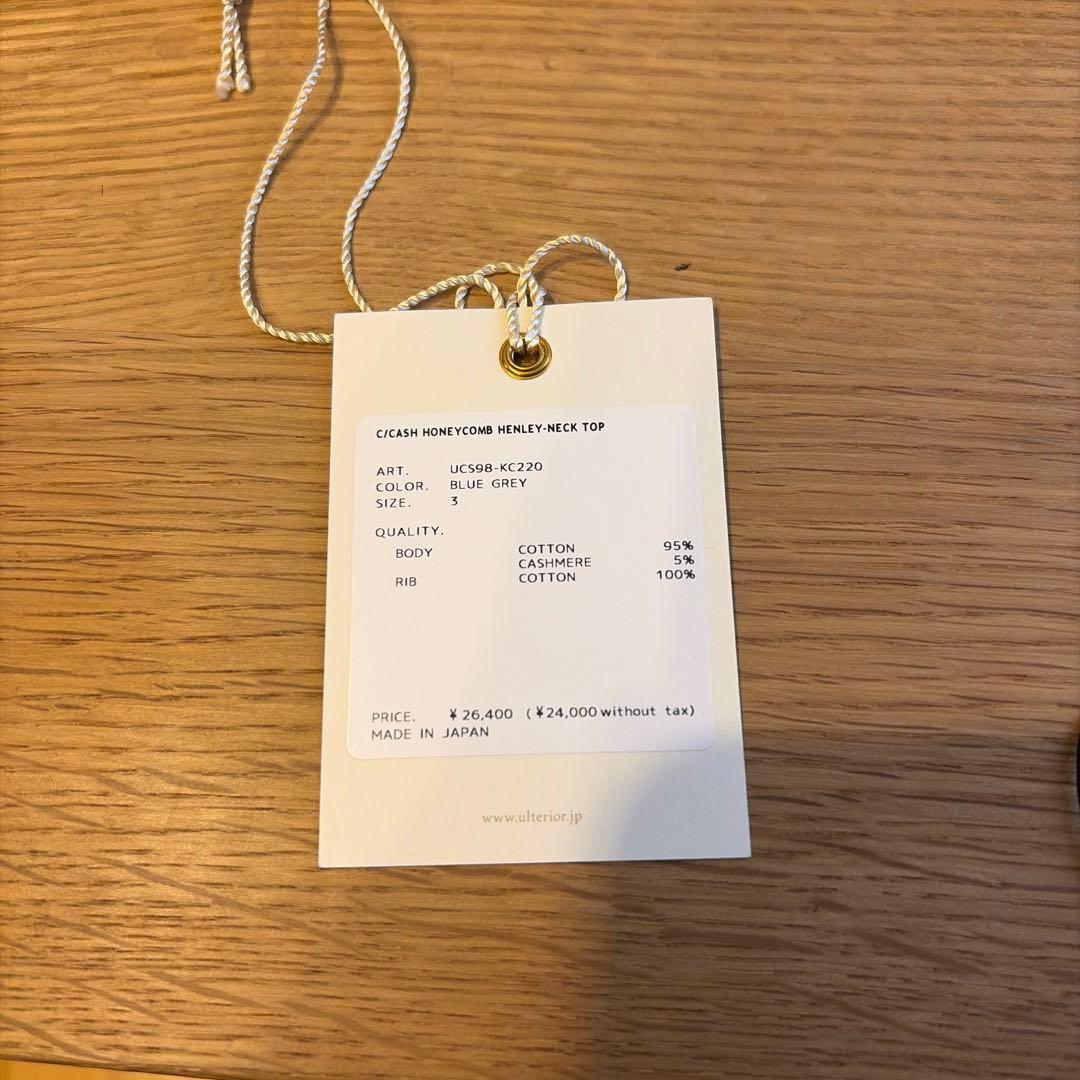 C/CASH HONEYCOMB HENLEY-NECK TOP
ART. UCS98-KC220
COLOR. BLUE GREY
SIZE. 3
QUALITY.
BODY COTTON 95%
CASHMERE 5%
RIB COTTON 100%
PRICE. ¥ 26,400 (¥24,000 without tax)
MADE IN JAPAN
www.ulterior.jp